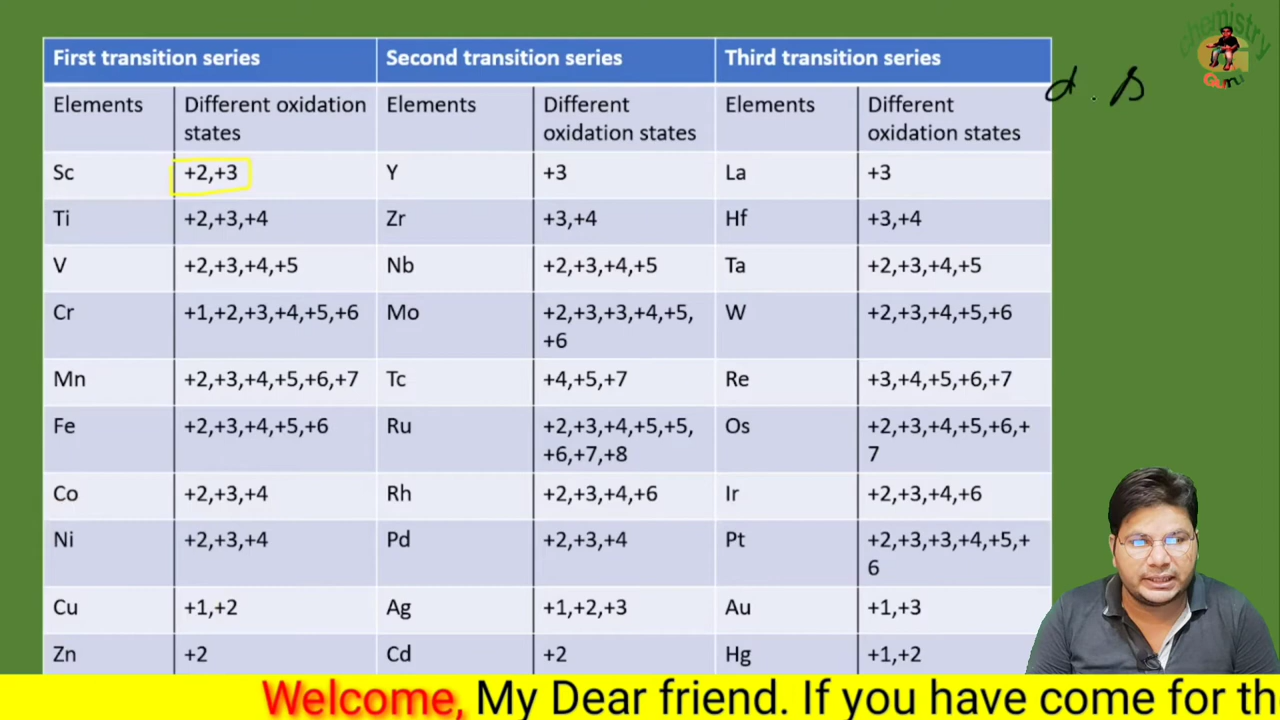 chemistry
G
Guru
First transition series Second transition series Third transition series
Elements Different oxidation states Elements Different oxidation states Elements Different oxidation states
Sc +2,+3 Y +3 La +3
Ti +2,+3,+4 Zr +3,+4 Hf +3,+4
V +2,+3,+4,+5 Nb +2,+3,+4,+5 Ta +2,+3,+4,+5
Cr +1,+2,+3,+4,+5,+6 Mo +2,+3,+3,+4,+5,+6 W +2,+3,+4,+5,+6
Mn +2,+3,+4,+5,+6,+7 Tc +4,+5,+7 Re +3,+4,+5,+6,+7
Fe +2,+3,+4,+5,+6 Ru +2,+3,+4,+5,+5,+6,+7,+8 Os +2,+3,+4,+5,+6,+7
Co +2,+3,+4 Rh +2,+3,+4,+6 Ir +2,+3,+4,+6
Ni +2,+3,+4 Pd +2,+3,+4 Pt +2,+3,+3,+4,+5,+6
Cu +1,+2 Ag +1,+2,+3 Au +1,+3
Zn +2 Cd +2 Hg +1,+2
d . s
Welcome, My Dear friend. If you have come for th